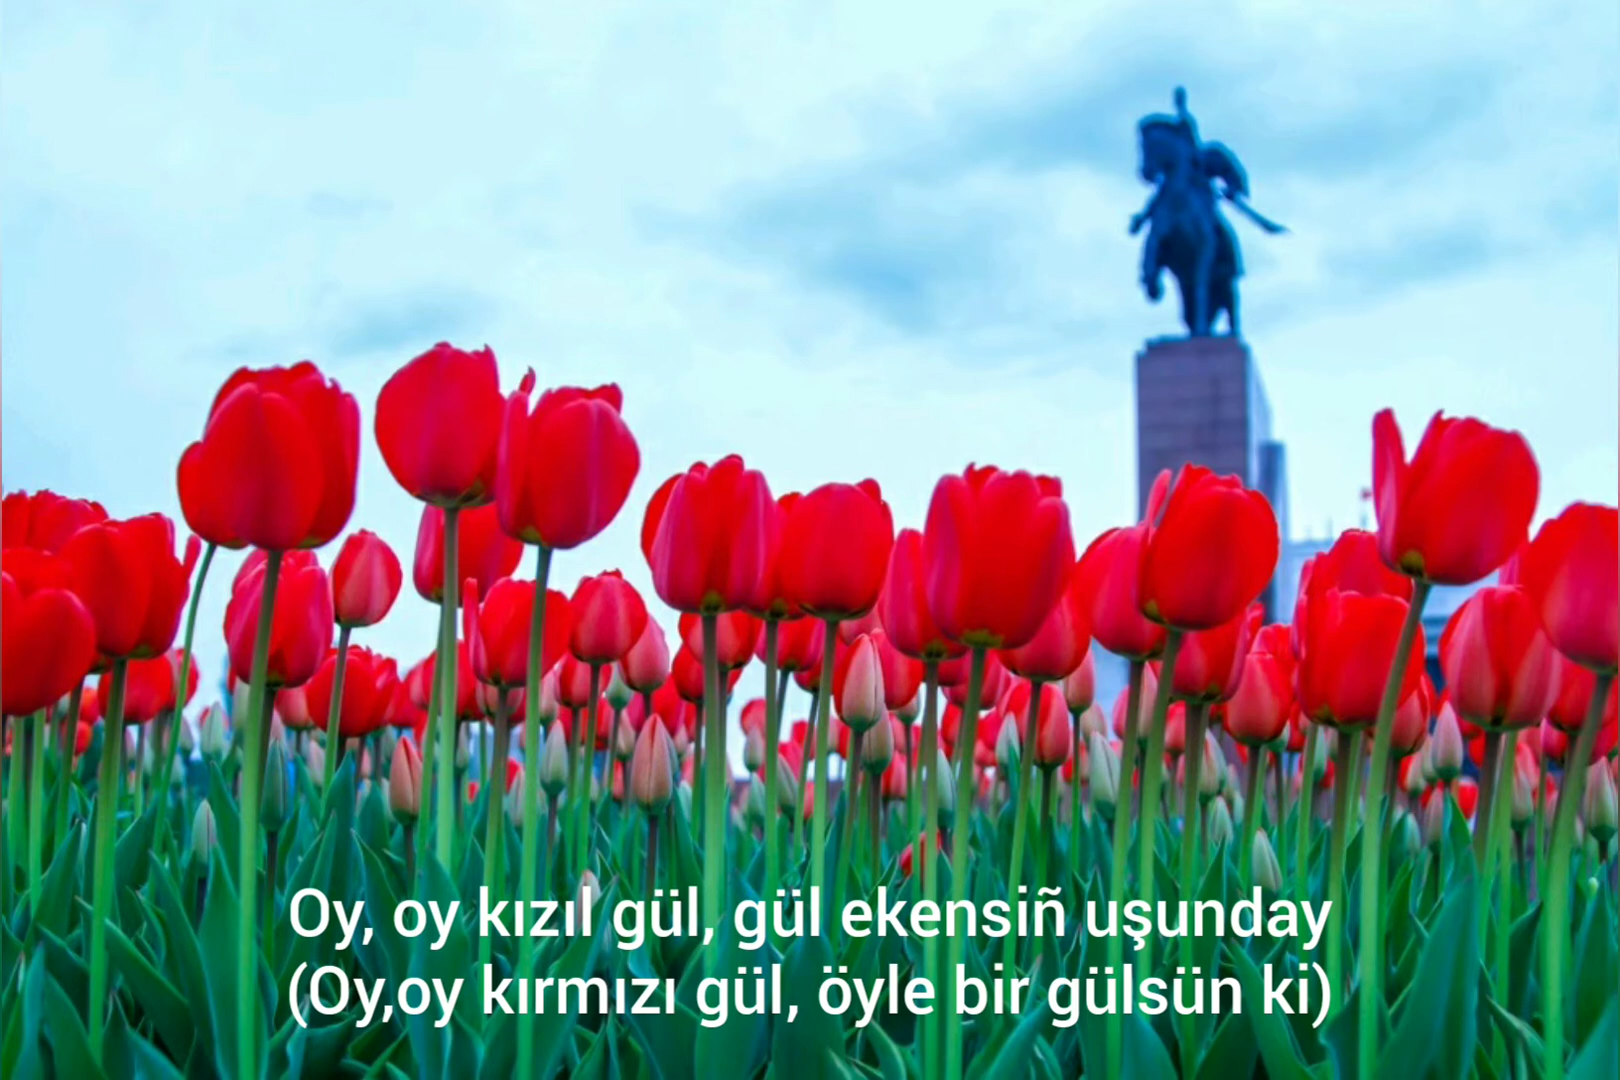 Oy, oy kızıl gül, gül ekensiñ uşunday
(Oy,oy kırmızı gül, öyle bir gülsün ki)